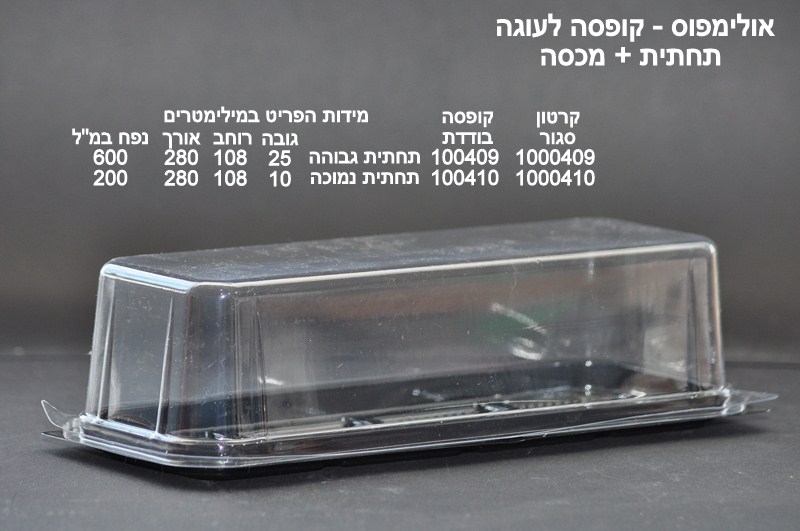 אולימפוס - קופסה לעוגה
תחתית + מכסה
קרטון קופסה מידות הפריט במילימטרים
סגור בודדת גובה רוחב אורך נפח במ"ל
1000409 100409 תחתית גבוהה 25 108 280 600
1000410 100410 תחתית נמוכה 10 108 280 200